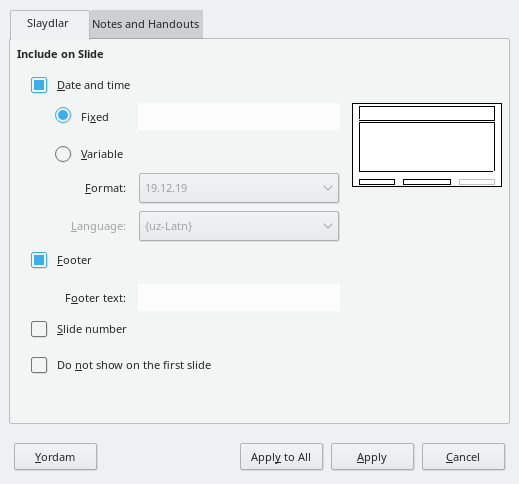 Slaydlar
Notes and Handouts
Include on Slide
Date and time
Fixed
Variable
Format:
19.12.19
Language:
{uz-Latn}
Footer
Footer text:
Slide number
Do not show on the first slide
Yordam
Apply to All
Apply
Cancel